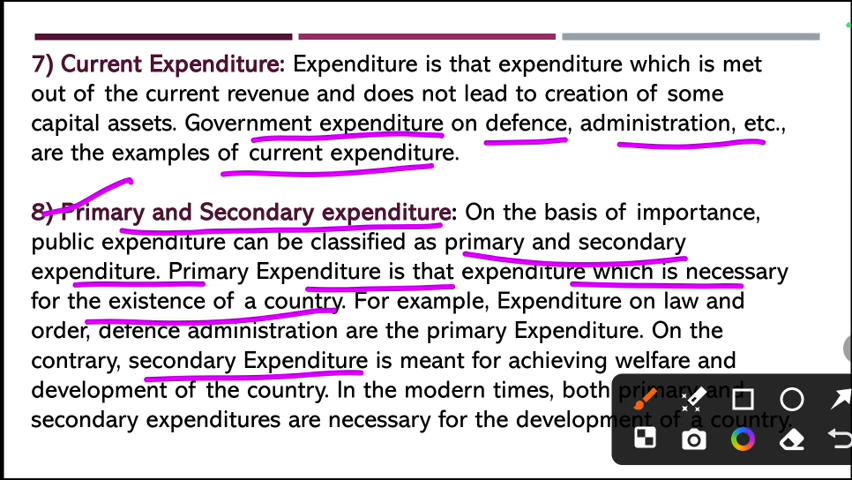 7) Current Expenditure: Expenditure is that expenditure which is met
out of the current revenue and does not lead to creation of some
capital assets. Government expenditure on defence, administration, etc.,
are the examples of current expenditure.
8) Primary and Secondary expenditure: On the basis of importance,
public expenditure can be classified as primary and secondary
expenditure. Primary Expenditure is that expenditure which is necessary
for the existence of a country. For example, Expenditure on law and
order, defence administration are the primary Expenditure. On the
contrary, secondary Expenditure is meant for achieving welfare and
development of the country. In the modern times, both primary and
secondary expenditures are necessary for the development of a country.